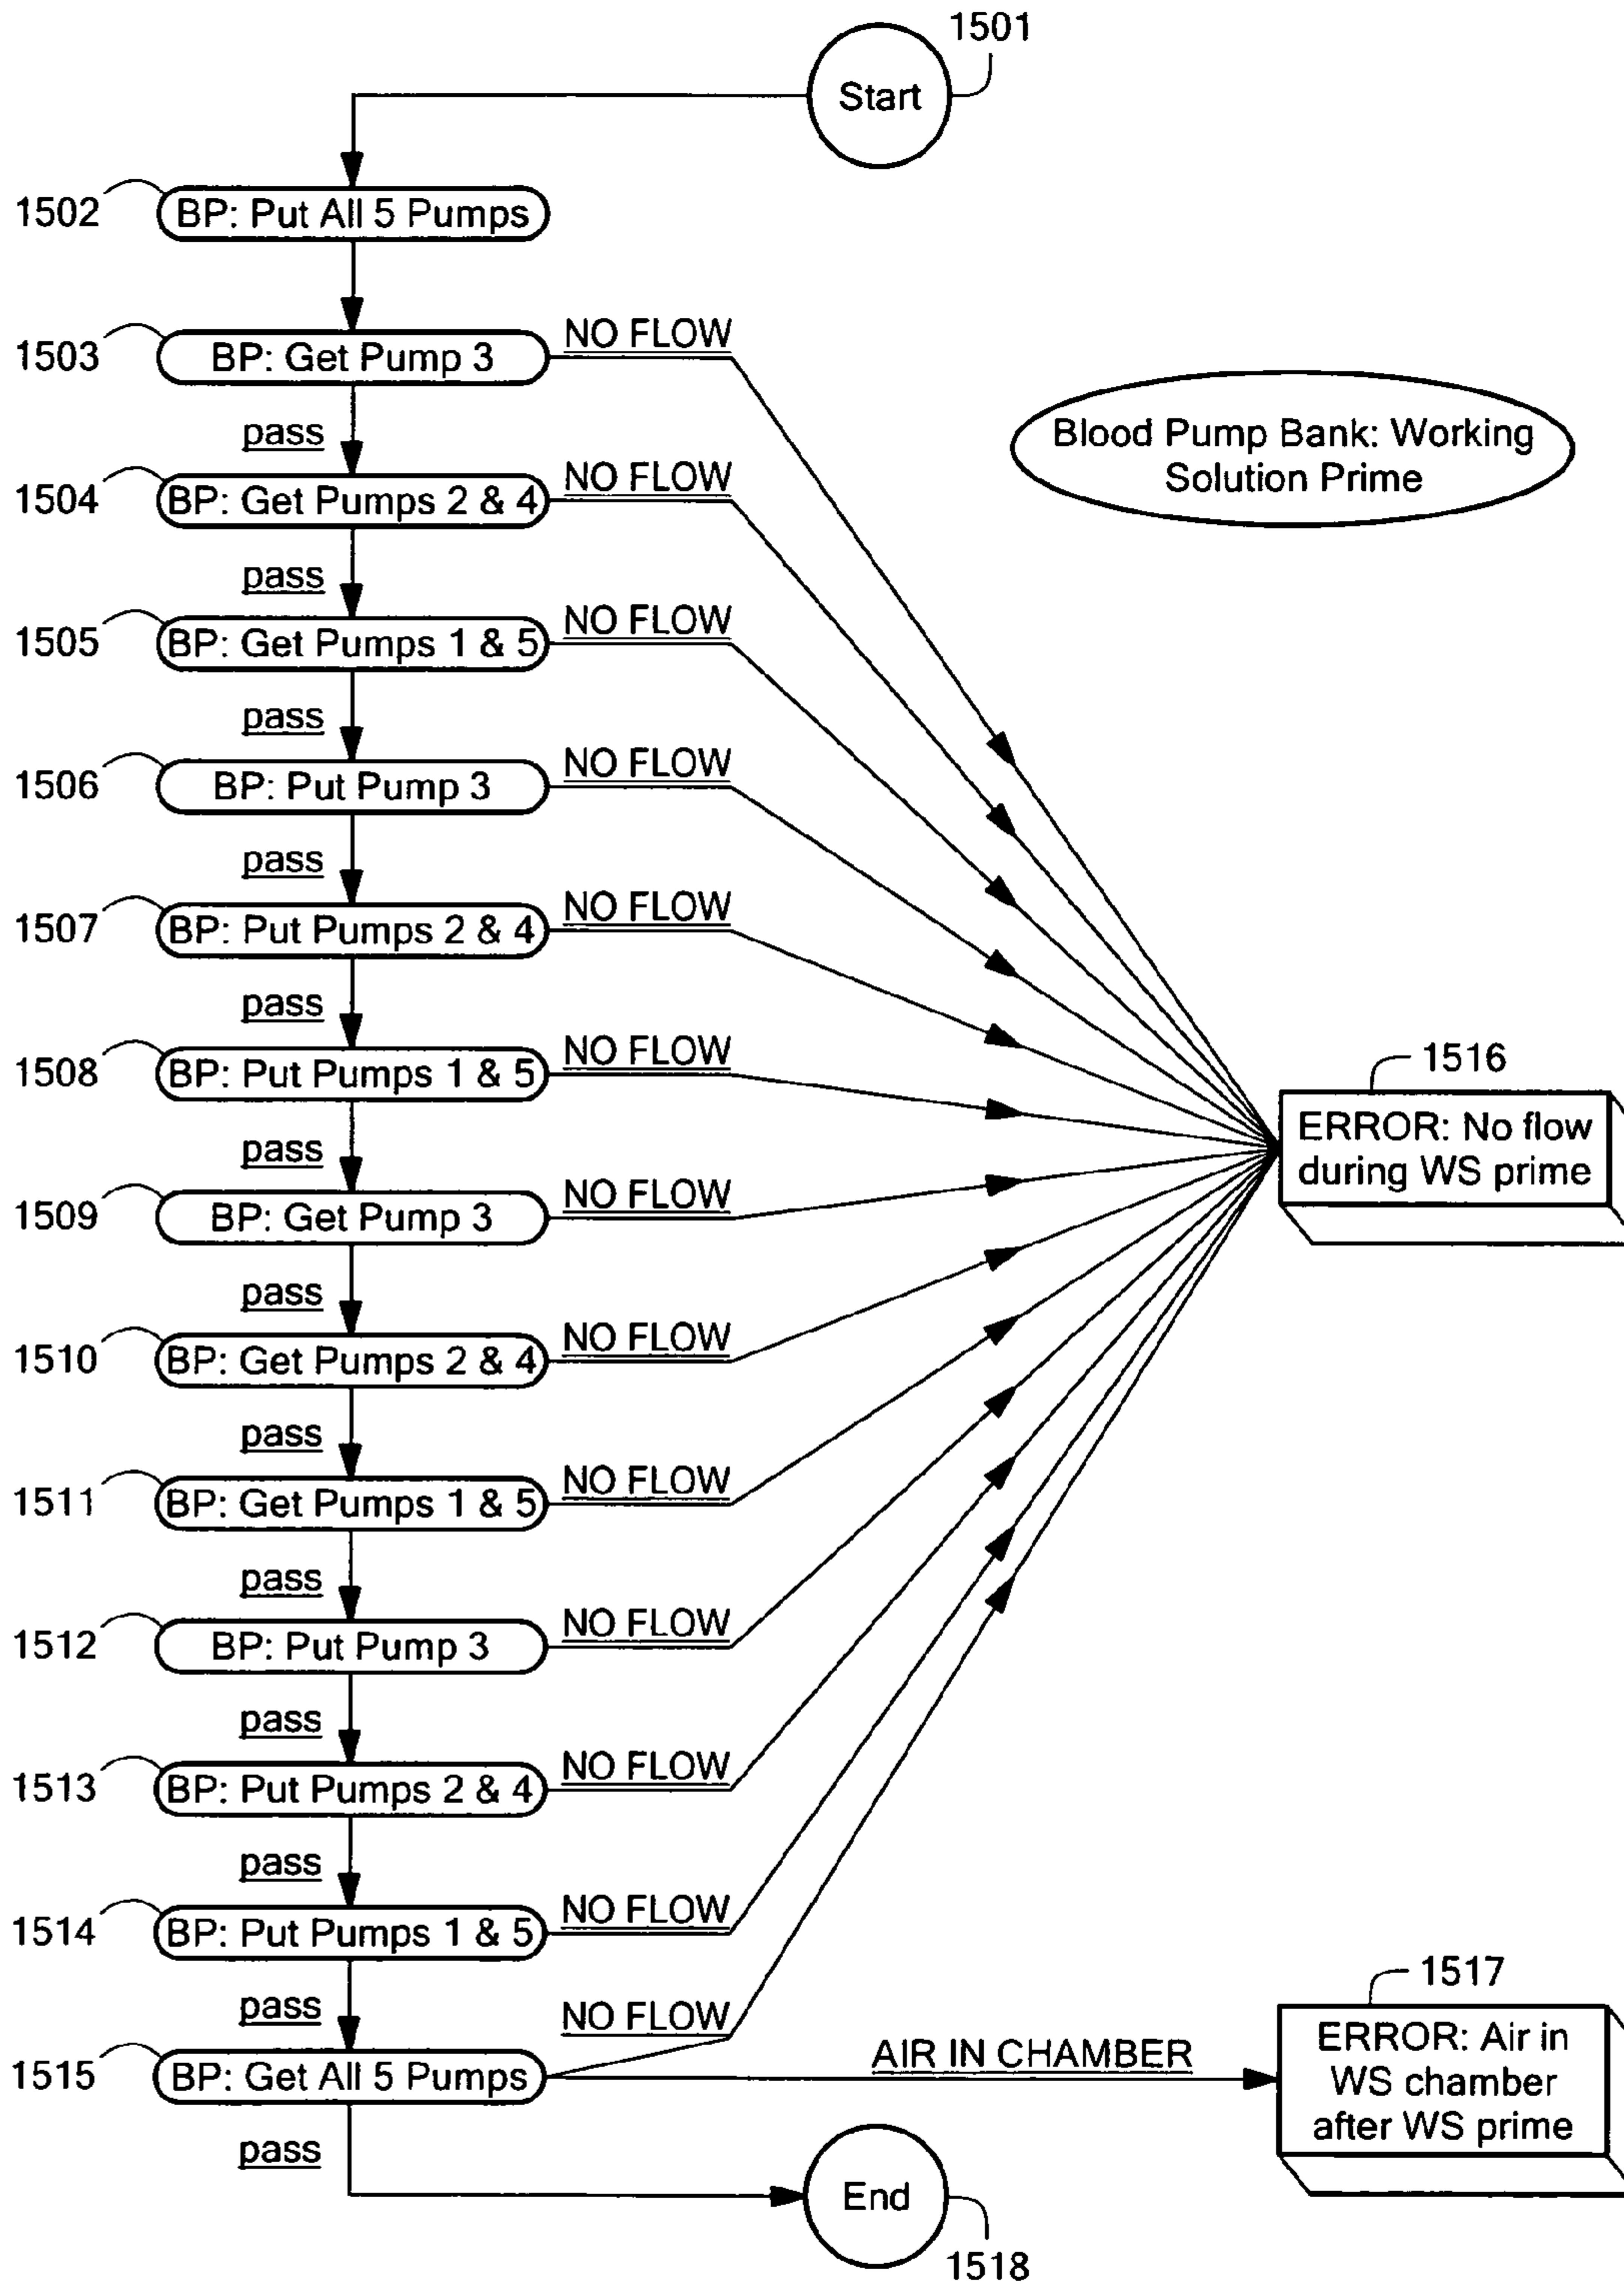 1501
Start
1502
BP: Put All 5 Pumps
1503
BP: Get Pump 3
NO FLOW
Blood Pump Bank: Working
Solution Prime
pass
1504
BP: Get Pumps 2 & 4
NO FLOW
pass
1505
BP: Get Pumps 1 & 5
NO FLOW
pass
1506
BP: Put Pump 3
NO FLOW
pass
1507
BP: Put Pumps 2 & 4
NO FLOW
pass
1508
BP: Put Pumps 1 & 5
NO FLOW
1516
ERROR: No flow
during WS prime
pass
1509
BP: Get Pump 3
NO FLOW
pass
1510
BP: Get Pumps 2 & 4
NO FLOW
pass
1511
BP: Get Pumps 1 & 5
NO FLOW
pass
1512
BP: Put Pump 3
NO FLOW
pass
1513
BP: Put Pumps 2 & 4
NO FLOW
pass
1514
BP: Put Pumps 1 & 5
NO FLOW
pass
1515
BP: Get All 5 Pumps
NO FLOW
AIR IN CHAMBER
1517
ERROR: Air in
WS chamber
after WS prime
pass
End
1518